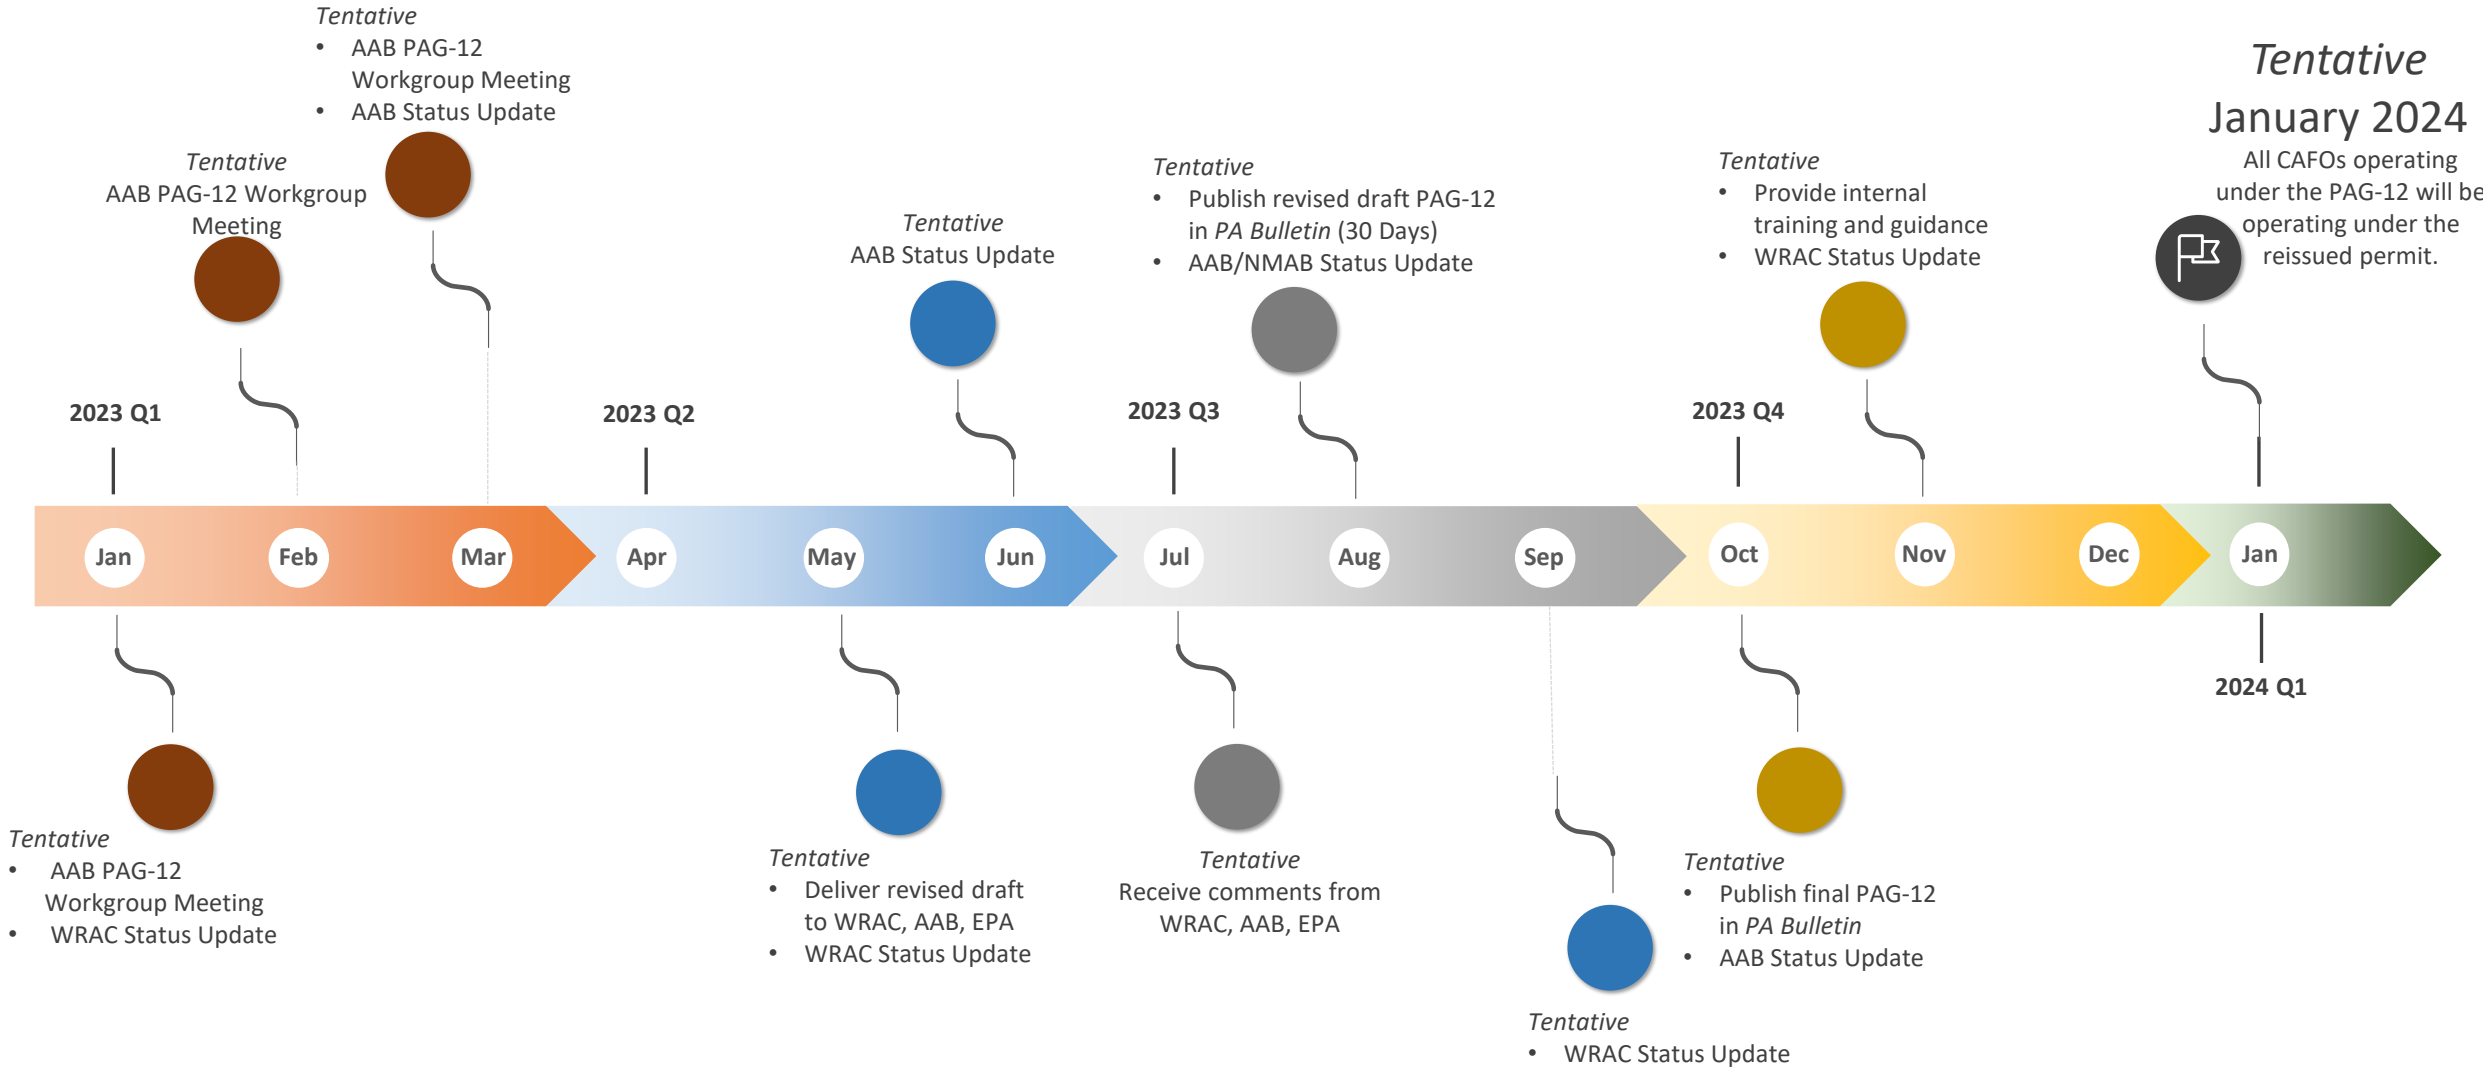 Tentative
• AAB PAG-12
Workgroup Meeting
• AAB Status Update
Tentative
AAB PAG-12 Workgroup
Meeting
Tentative
AAB Status Update
Tentative
• Publish revised draft PAG-12
in PA Bulletin (30 Days)
• AAB/NMAB Status Update
Tentative
• Provide internal
training and guidance
• WRAC Status Update
Tentative
January 2024
All CAFOs operating
under the PAG-12 will be
operating under the
reissued permit.
2023 Q1
2023 Q2
2023 Q3
2023 Q4
Jan
Feb
Mar
Apr
May
Jun
Jul
Aug
Sep
Oct
Nov
Dec
Jan
2024 Q1
Tentative
• AAB PAG-12
Workgroup Meeting
• WRAC Status Update
Tentative
• Deliver revised draft
to WRAC, AAB, EPA
• WRAC Status Update
Tentative
Receive comments from
WRAC, AAB, EPA
Tentative
• WRAC Status Update
Tentative
• Publish final PAG-12
in PA Bulletin
• AAB Status Update